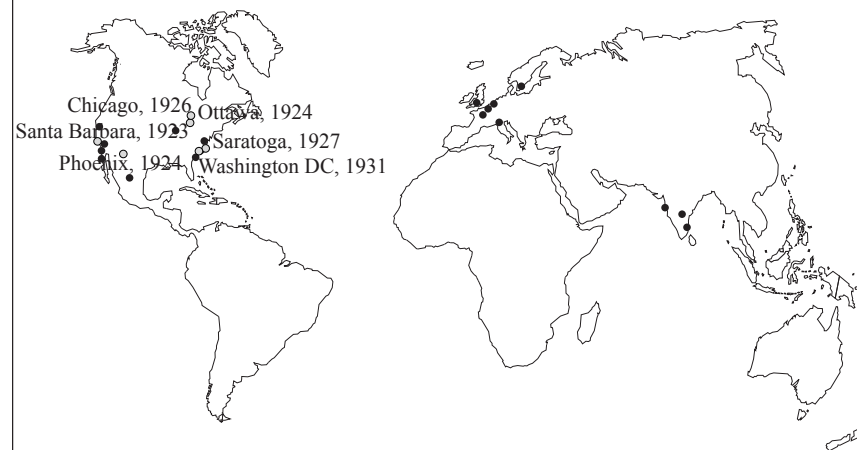 Chicago, 1926
Ottawa, 1924
Santa Barbara, 1923
Saratoga, 1927
Phoenix, 1924
Washington DC, 1931